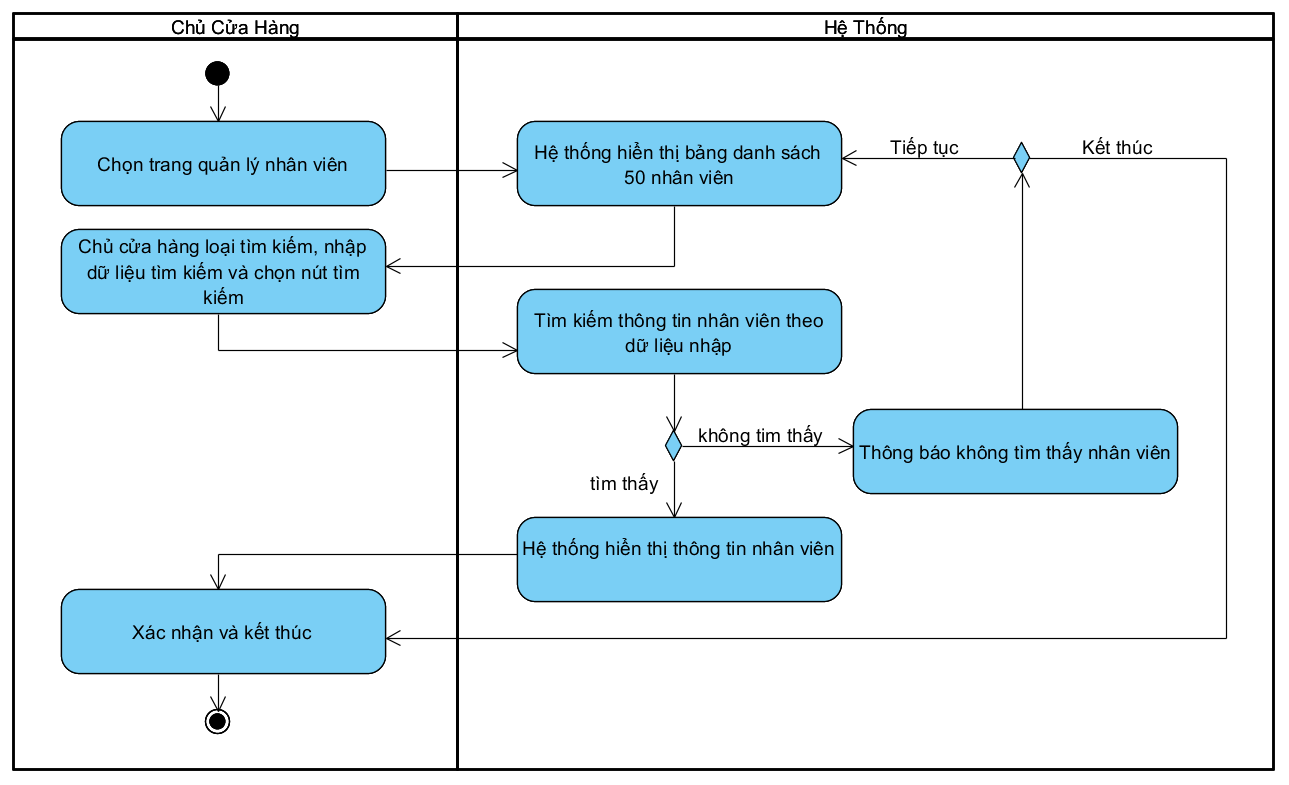 Chủ Cửa Hàng
Hệ Thống
Chọn trang quản lý nhân viên
Hệ thống hiển thị bảng danh sách
50 nhân viên
Tiếp tục
Kết thúc
Chủ cửa hàng loại tìm kiếm, nhập
dữ liệu tìm kiếm và chọn nút tìm
kiếm
Tìm kiếm thông tin nhân viên theo
dữ liệu nhập
không tim thấy
Thông báo không tìm thấy nhân viên
tìm thấy
Hệ thống hiển thị thông tin nhân viên
Xác nhận và kết thúc